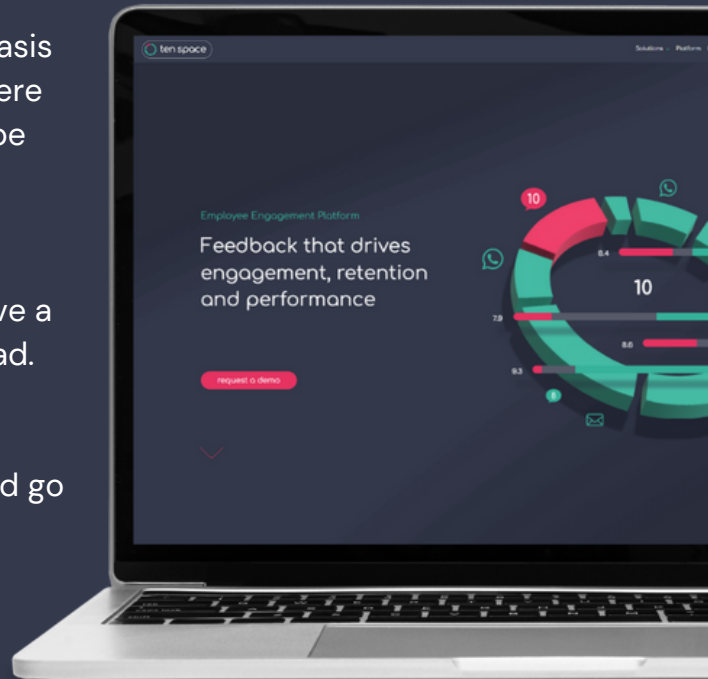 asis
ere
be
ve a
ad.
d go
ten space
Solutions
Platform
Employee Engagement Platform
Feedback that drives
engagement, retention
and performance
request a demo
10
8.4
10
7.9
8.6
9.3
8